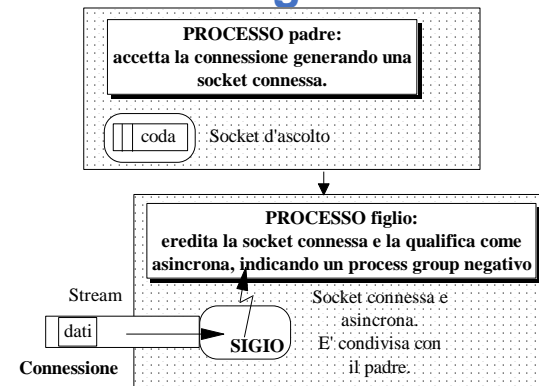 PROCESSO padre:
accetta la connessione generando una
socket connessa.
coda
Socket d'ascolto
PROCESSO figlio:
eredita la socket connessa e la qualifica come
asincrona, indicando un process group negativo
Stream
dati
Connessione
SIGIO
Socket connessa e
asincrona.
E' condivisa con
il padre.